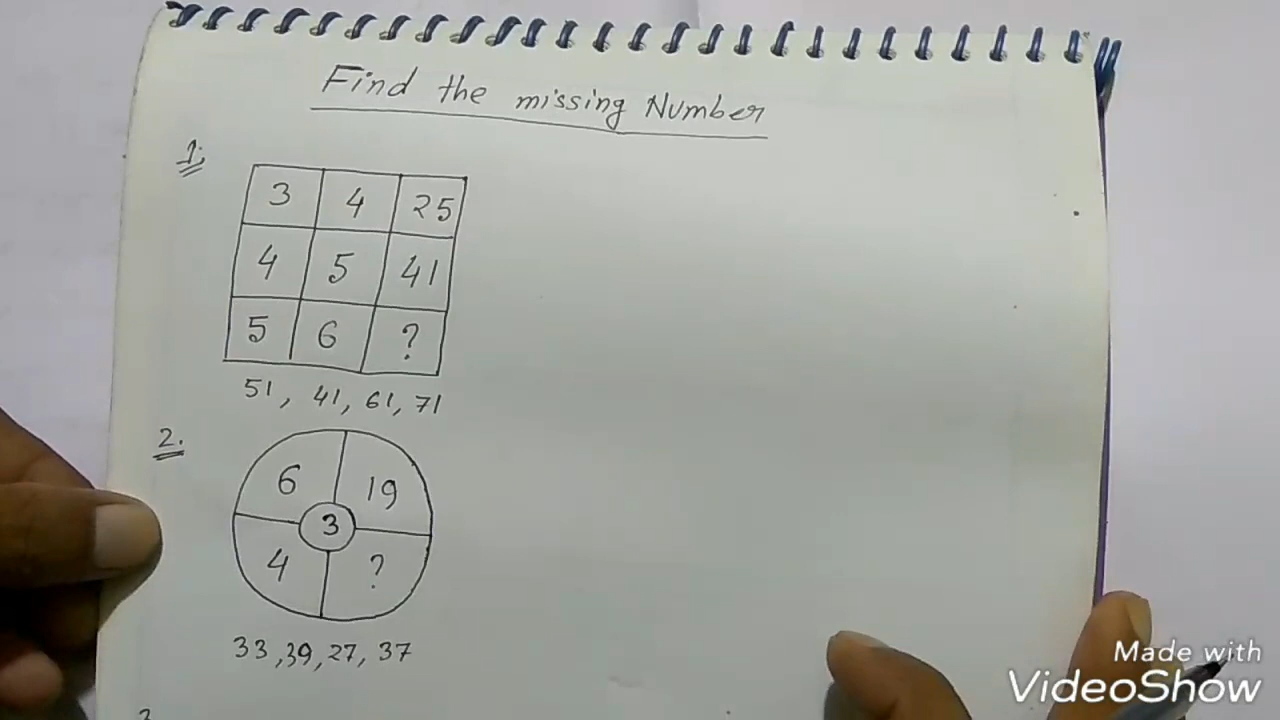 Find the missing Number
1.
3 4 25
4 5 41
5 6 ?
51, 41, 61, 71
2.
6 19
3
4 ?
33, 39, 27, 37
Made with
VideoShow